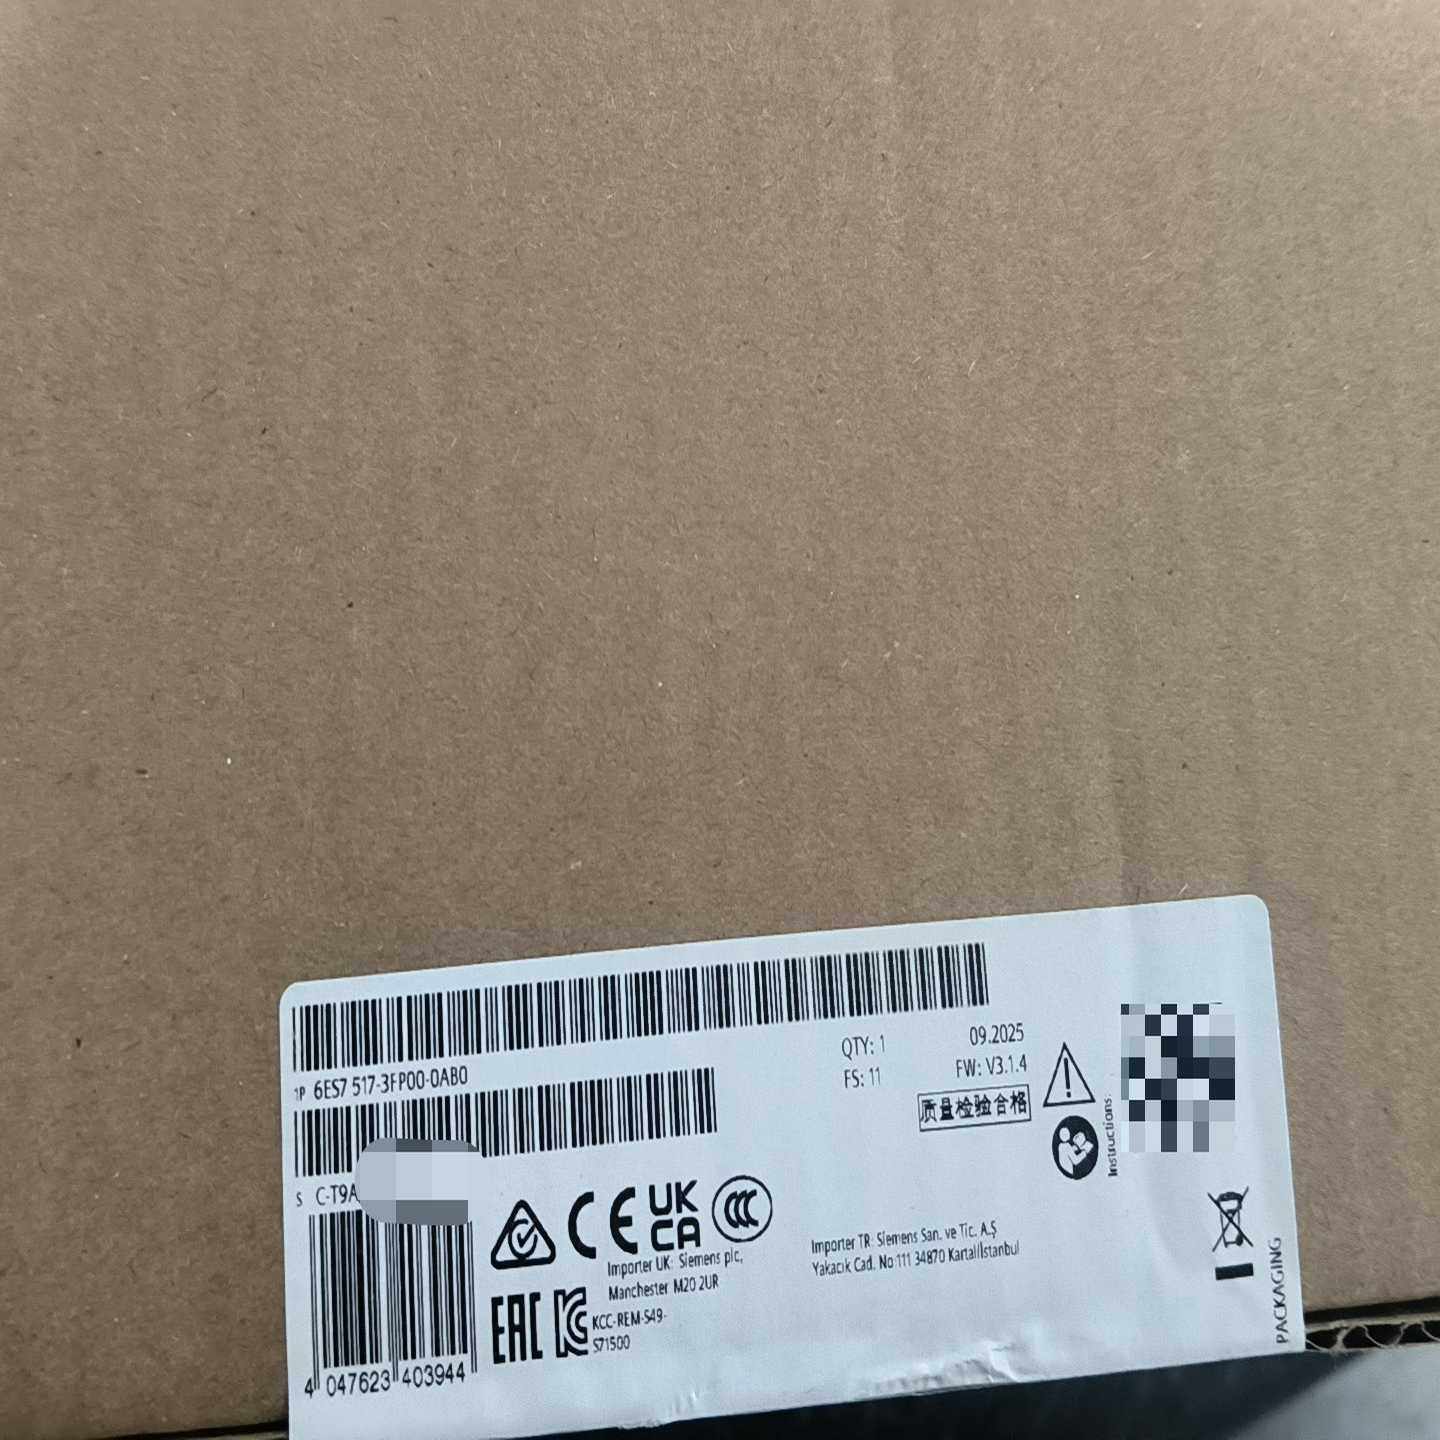 1P 6ES7 517-3FP00-0AB0
QTY: 1
09.2025
FS: 11
FW: V3.1.4
质量检验合格
Instructions:
S C-T9A
CE
UK
CA
CCC
Importer UK: Siemens plc,
Manchester M20 2UR
Importer TR: Siemens San. ve Tic. A.Ş
Yakacık Cad. No:111 34870 Kartal/İstanbul
EAC
KCC-REM-S49-
S71500
4 047623 403944
PACKAGING